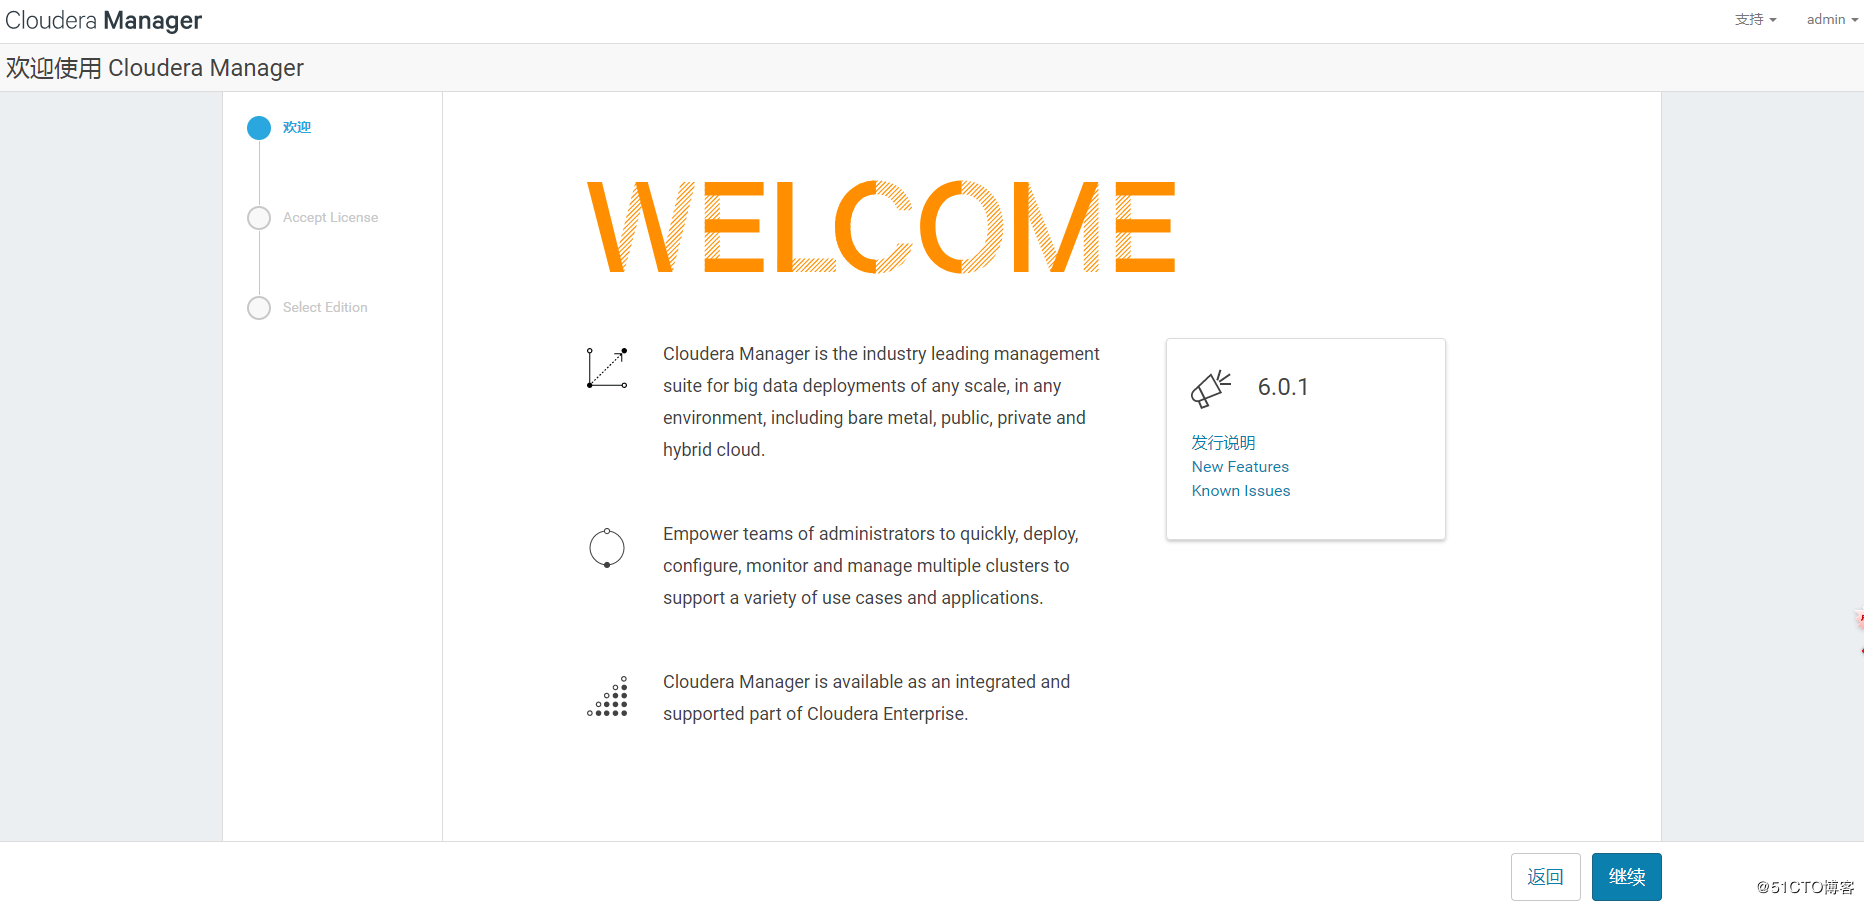 Cloudera Manager
支持
admin
欢迎使用 Cloudera Manager
欢迎
Accept License
Select Edition
WELCOME
Cloudera Manager is the industry leading management
suite for big data deployments of any scale, in any
environment, including bare metal, public, private and
hybrid cloud.
6.0.1
发行说明
New Features
Known Issues
Empower teams of administrators to quickly, deploy,
configure, monitor and manage multiple clusters to
support a variety of use cases and applications.
Cloudera Manager is available as an integrated and
supported part of Cloudera Enterprise.
返回
继续
@51CTO博客